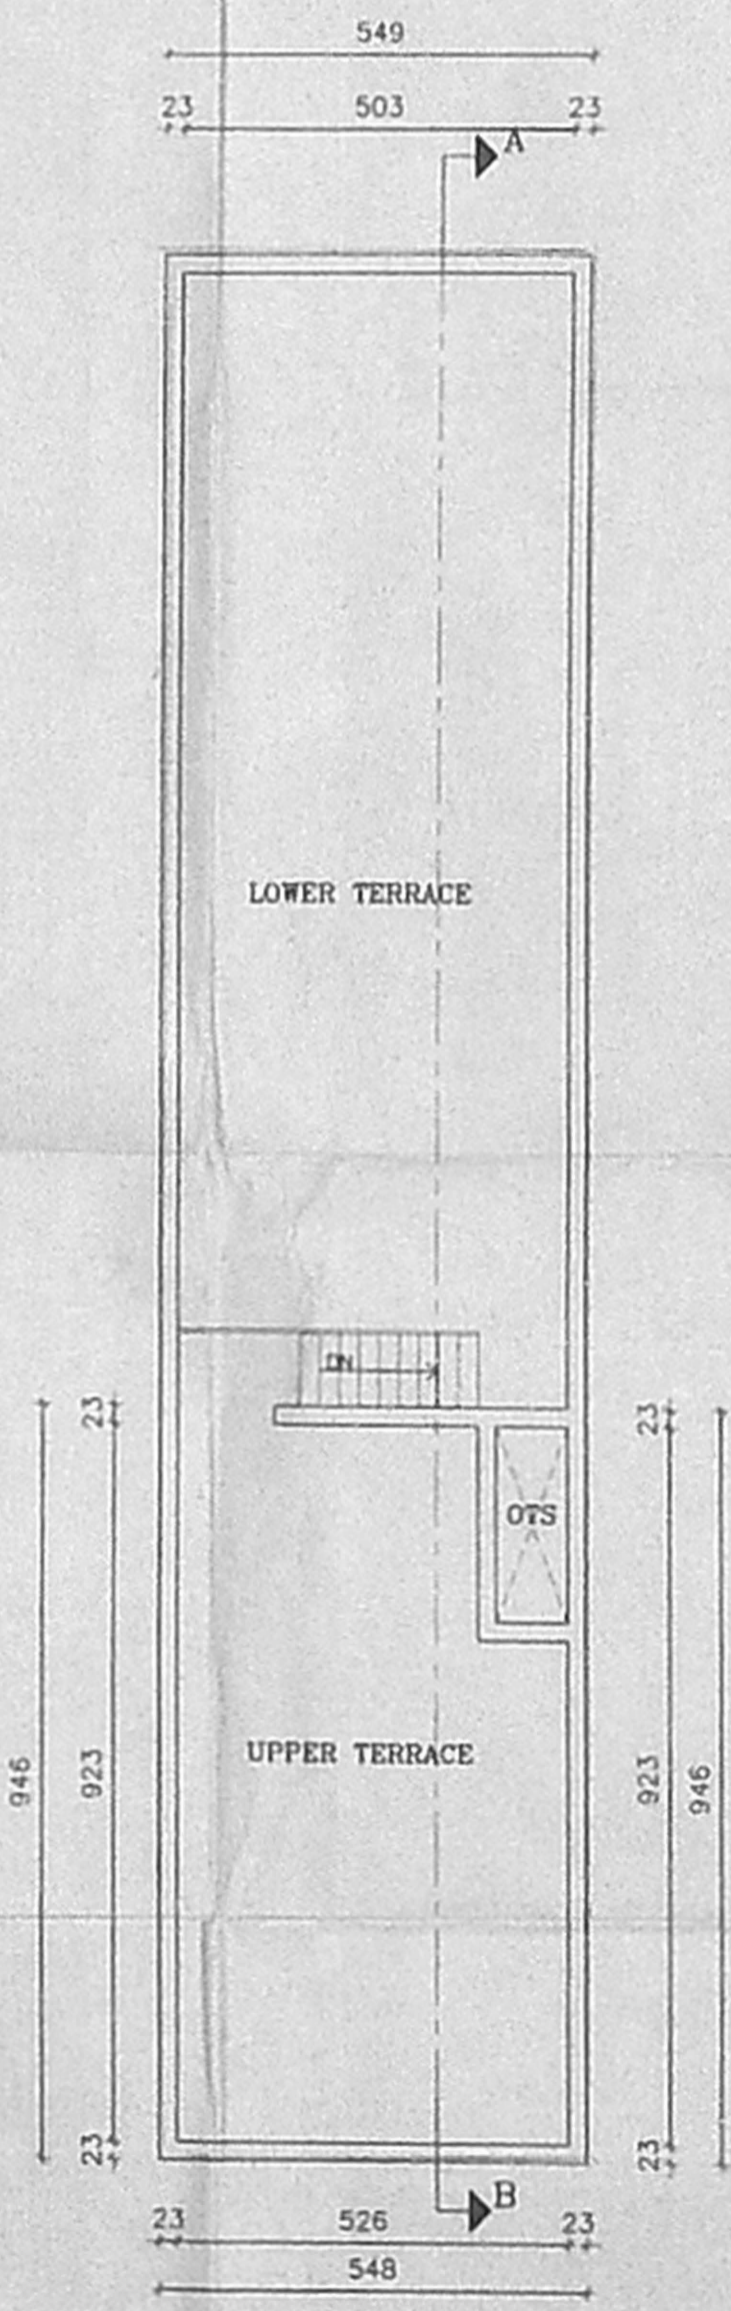 549
23 503 23
A
LOWER TERRACE
DN
23 23
OTS
UPPER TERRACE
946 923 923 946
23 23
B
23 526 23
548